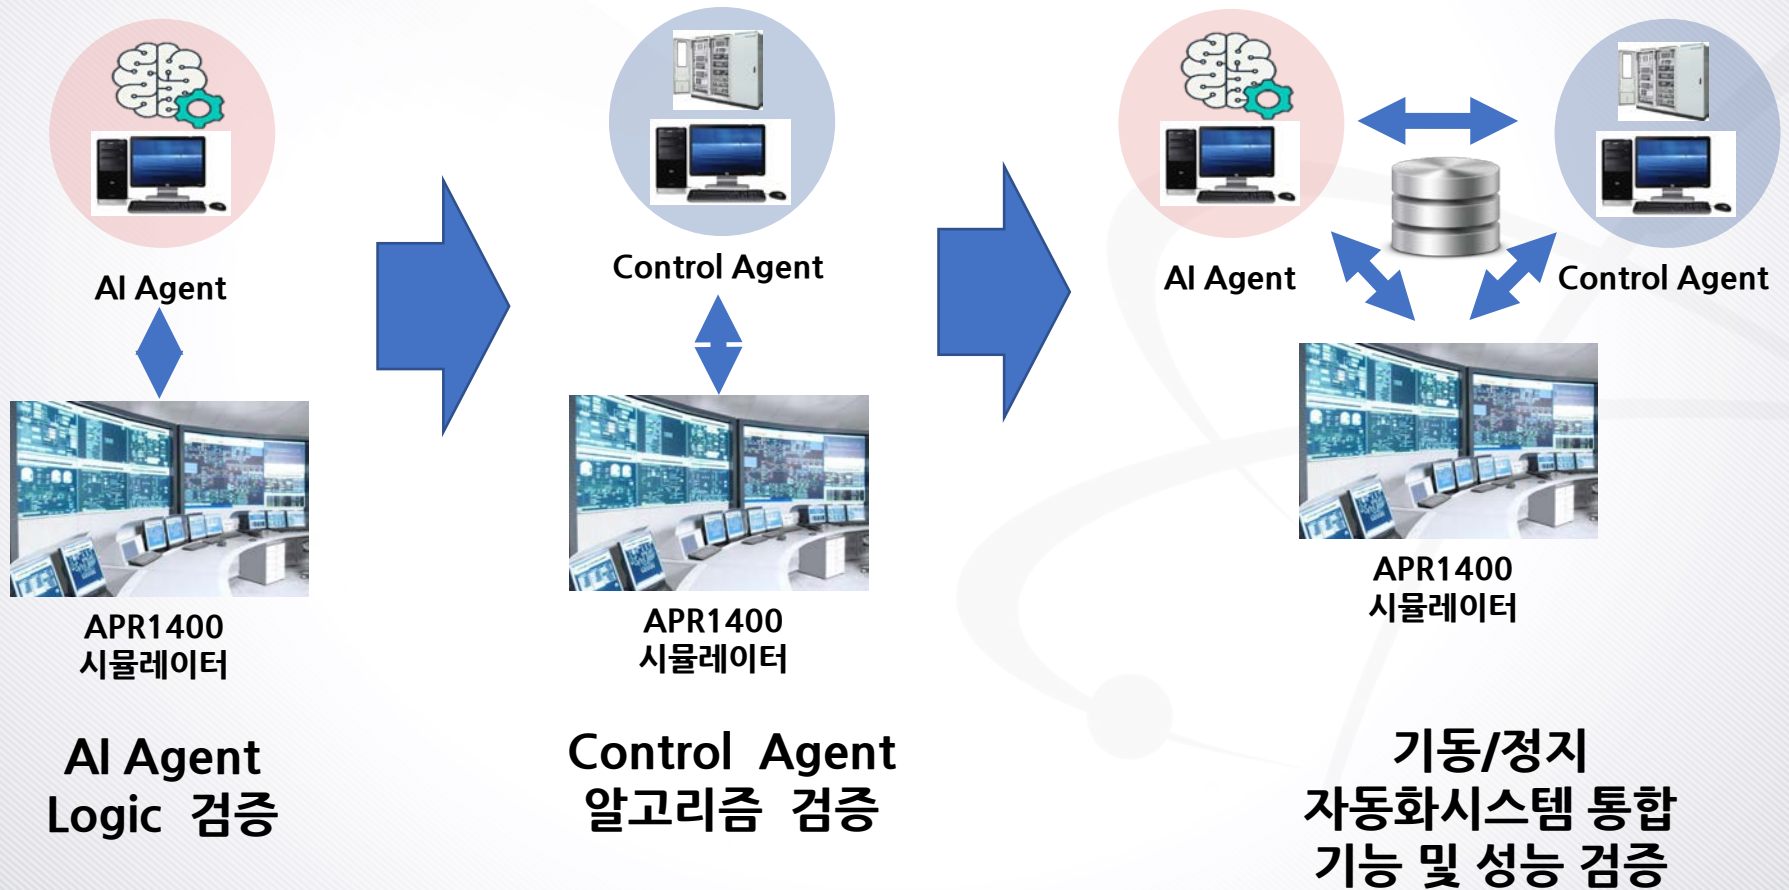 AI Agent
APR1400
시뮬레이터
AI Agent
Logic 검증
Control Agent
APR1400
시뮬레이터
Control Agent
알고리즘 검증
AI Agent
Control Agent
APR1400
시뮬레이터
기동/정지
자동화시스템 통합
기능 및 성능 검증